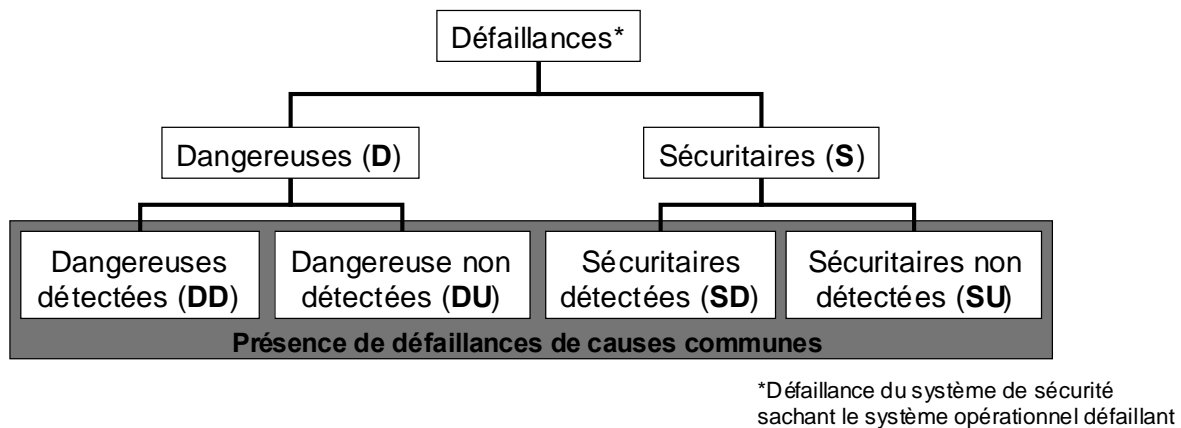 Défaillances*
Dangereuses (D)
Sécuritaires (S)
Dangereuses
détectées (DD)
Dangereuse non
détectées (DU)
Sécuritaires
détectées (SD)
Sécuritaires non
détectées (SU)
Présence de défaillances de causes communes
*Défaillance du système de sécurité
sachant le système opérationnel défaillant